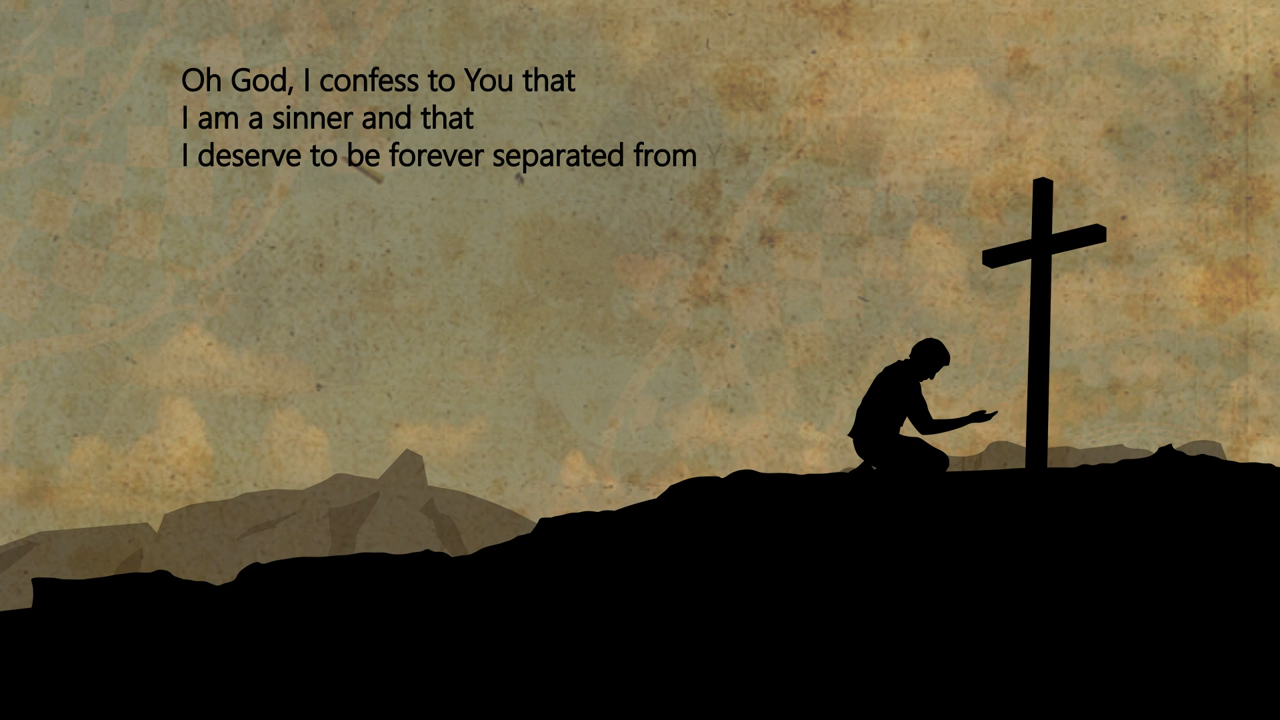 Oh God, I confess to You that
I am a sinner and that
I deserve to be forever separated from